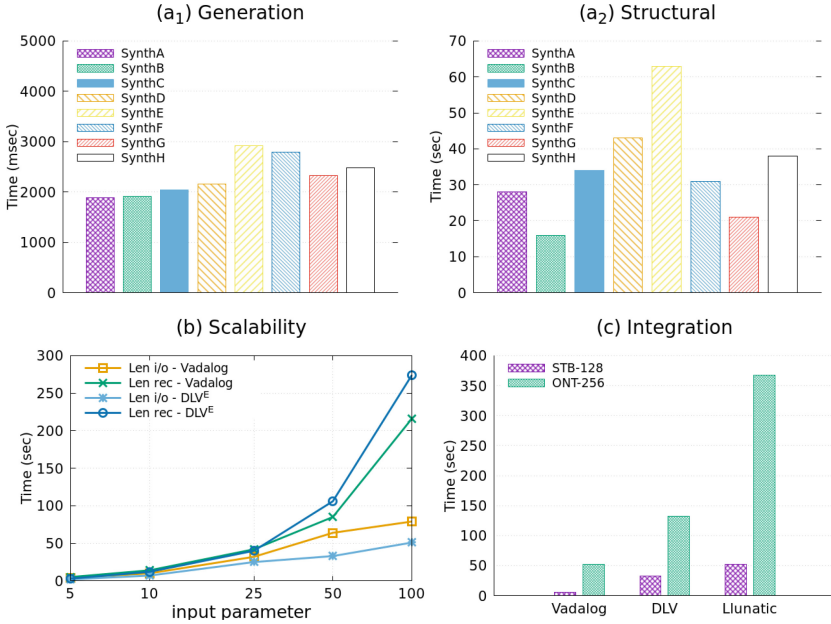 (a1) Generation
5000
4000
3000
2000
1000
0
Time (msec)
SynthA
SynthB
SynthC
SynthD
SynthE
SynthF
SynthG
SynthH
(a2) Structural
70
60
50
40
30
20
10
0
Time (sec)
SynthA
SynthB
SynthC
SynthD
SynthE
SynthF
SynthG
SynthH
(b) Scalability
300
250
200
150
100
50
0
Time (sec)
Len i/o - Vadalog
Len rec - Vadalog
Len i/o - DLVᴱ
Len rec - DLVᴱ
5 10 25 50 100
input parameter
(c) Integration
400
350
300
250
200
150
100
50
0
Time (sec)
STB-128
ONT-256
Vadalog DLV Llunatic